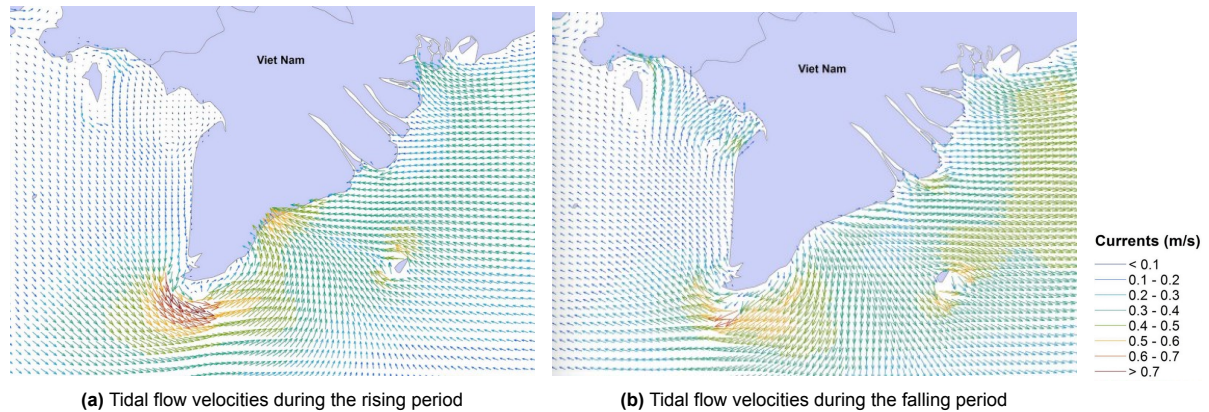 Viet Nam
Viet Nam
Currents (m/s)
< 0.1
0.1 - 0.2
0.2 - 0.3
0.3 - 0.4
0.4 - 0.5
0.5 - 0.6
0.6 - 0.7
> 0.7
(a) Tidal flow velocities during the rising period
(b) Tidal flow velocities during the falling period